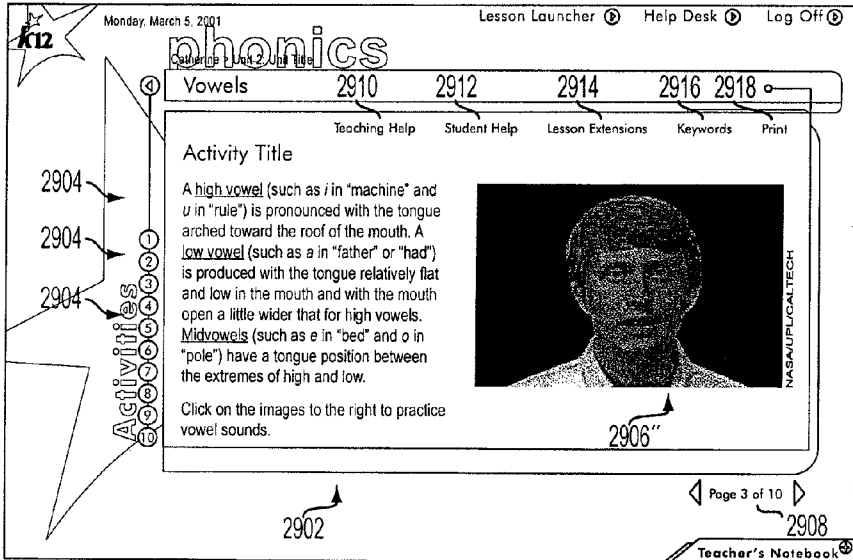 k12
Monday, March 5, 2001
Lesson Launcher
Help Desk
Log Off
phonics
Catherine > Unit 2, Unit Title
Vowels
2910
2912
2914
2916
2918
Teaching Help
Student Help
Lesson Extensions
Keywords
Print
Activity Title
A high vowel (such as i in "machine" and
u in "rule") is pronounced with the tongue
arched toward the roof of the mouth. A
low vowel (such as a in "father" or "had")
is produced with the tongue relatively flat
and low in the mouth and with the mouth
open a little wider that for high vowels.
Midvowels (such as e in "bed" and o in
"pole") have a tongue position between
the extremes of high and low.
Click on the images to the right to practice
vowel sounds.
2904
2904
2904
Activities
1
2
3
4
5
6
7
8
9
10
NASA/UPL/CALTECH
2906"
2902
Page 3 of 10
2908
Teacher's Notebook